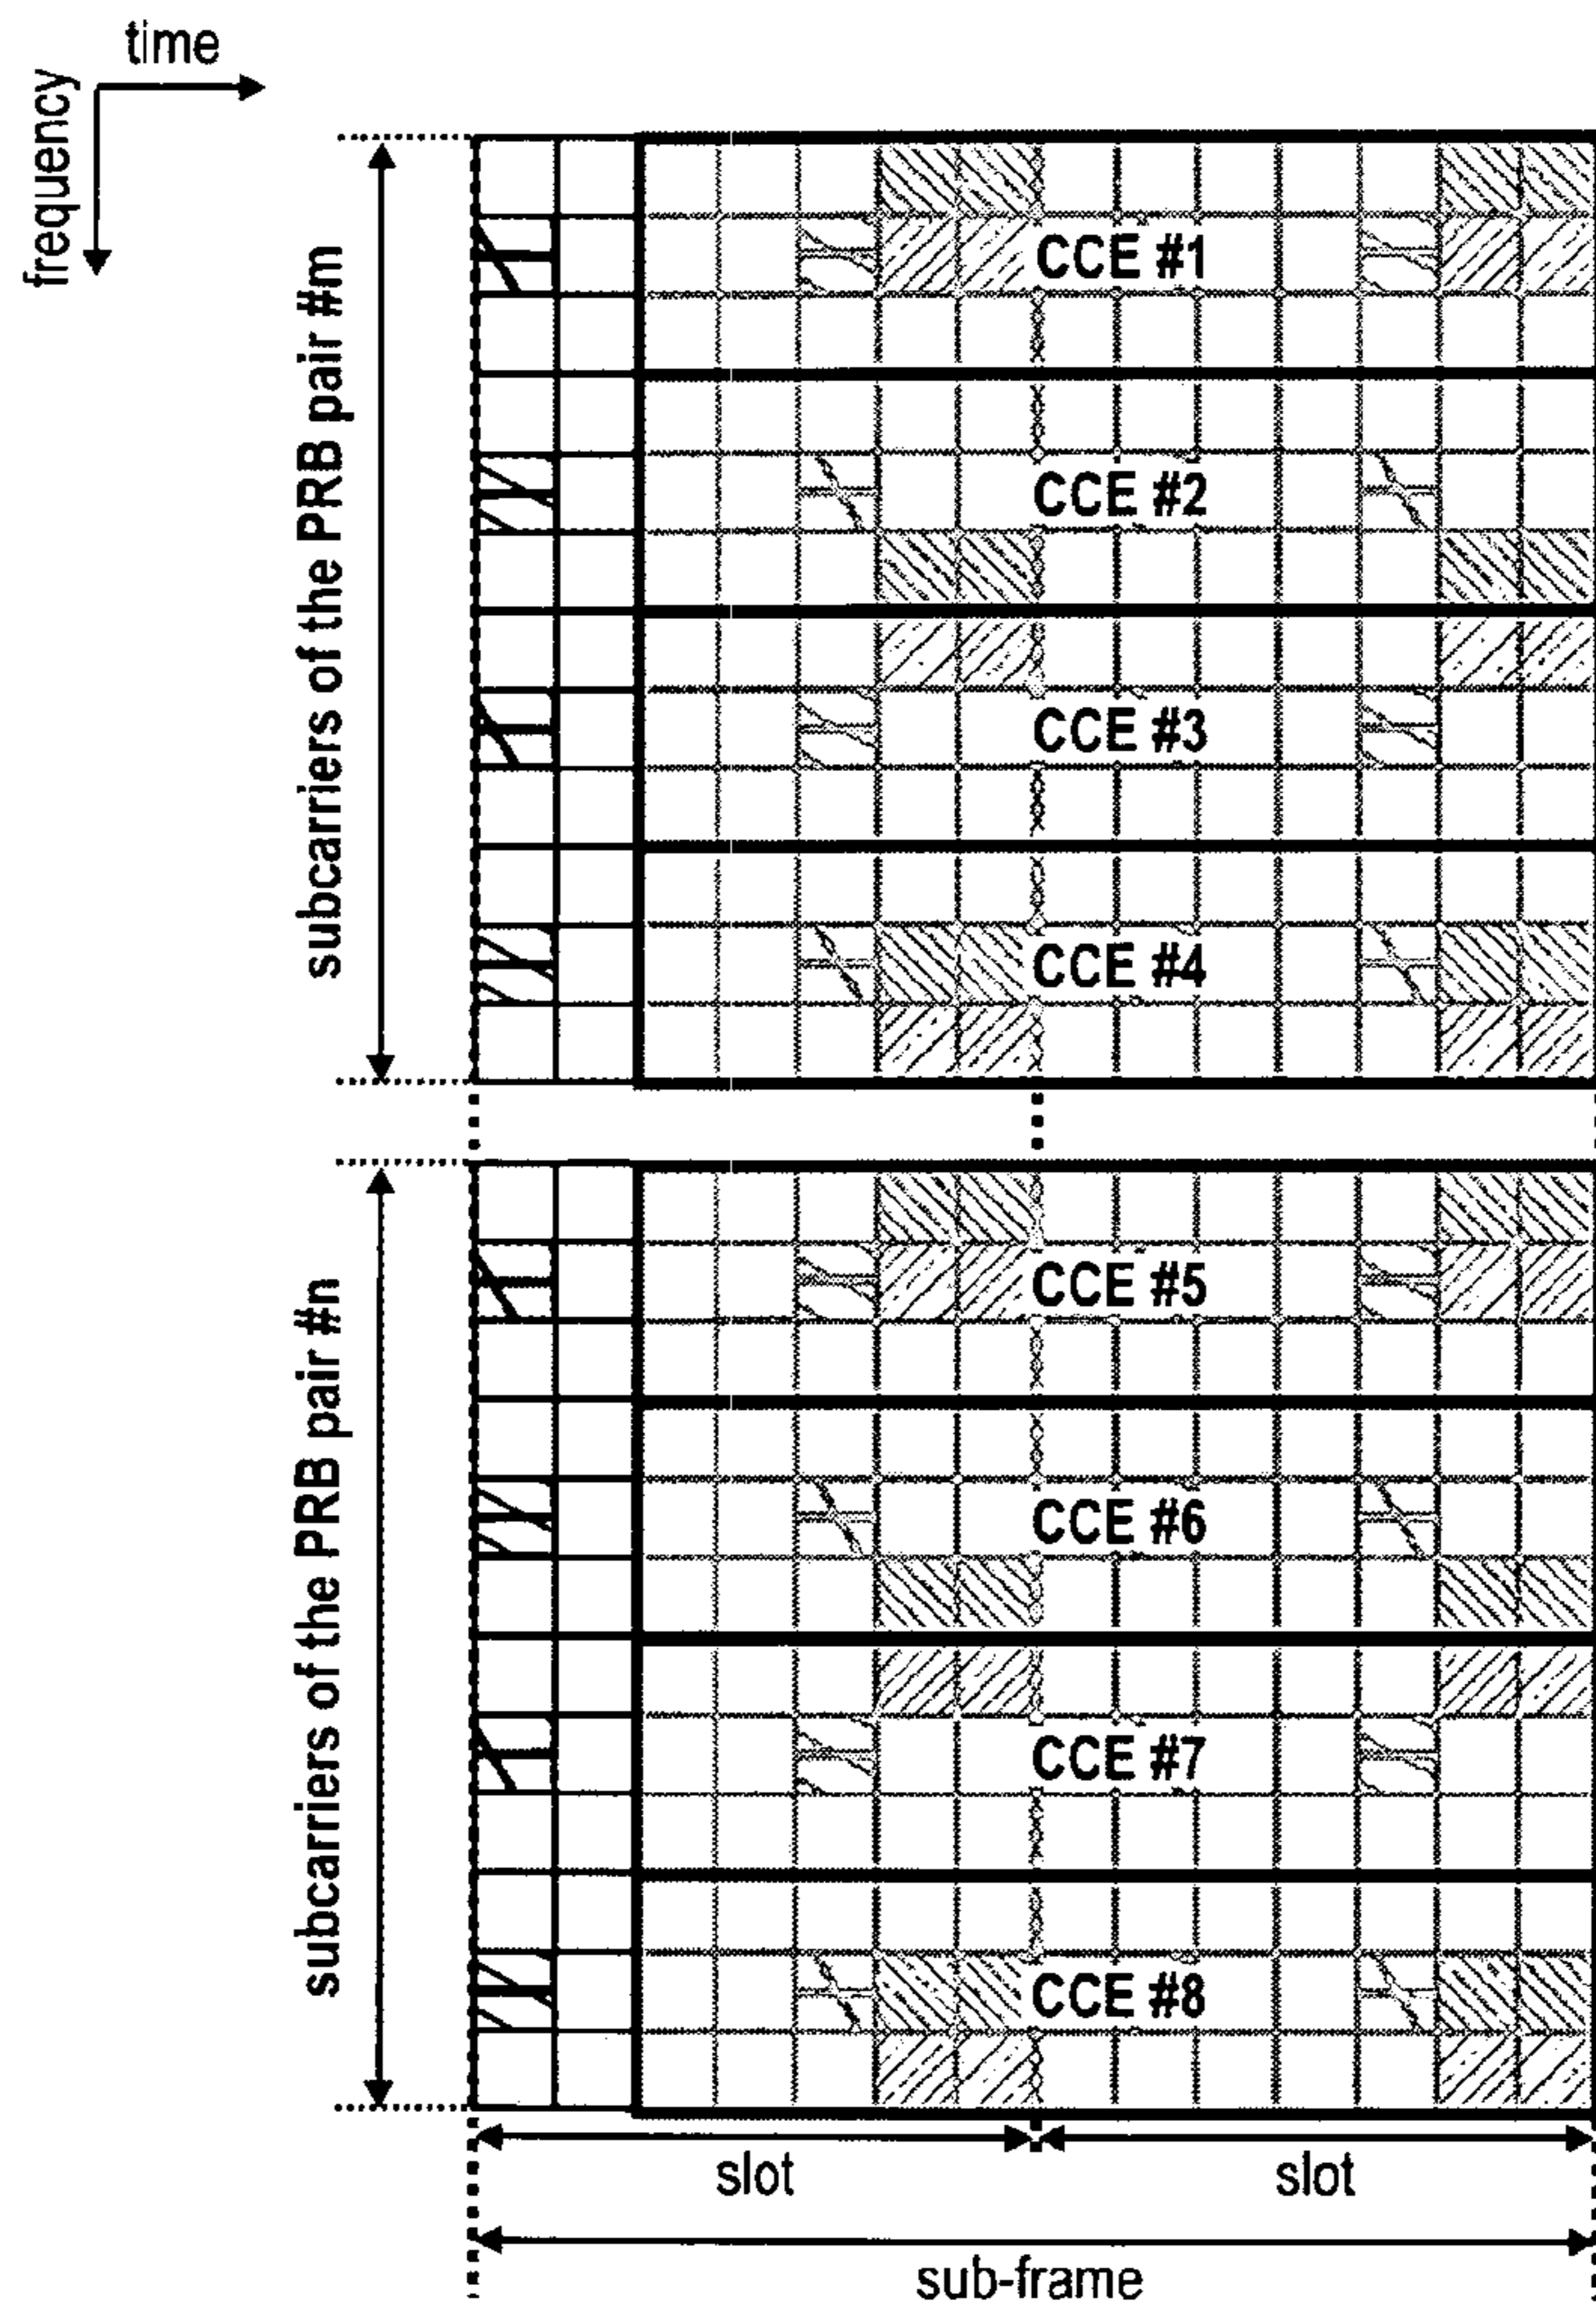 time
frequency
subcarriers of the PRB pair #m
CCE #1
CCE #2
CCE #3
CCE #4
subcarriers of the PRB pair #n
CCE #5
CCE #6
CCE #7
CCE #8
slot
slot
sub-frame